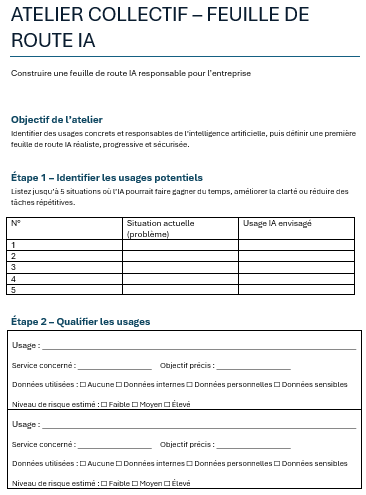 ATELIER COLLECTIF – FEUILLE DE
ROUTE IA
Construire une feuille de route IA responsable pour l'entreprise
Objectif de l'atelier
Identifier des usages concrets et responsables de l'intelligence artificielle, puis définir une première
feuille de route IA réaliste, progressive et sécurisée.
Étape 1 – Identifier les usages potentiels
Listez jusqu'à 5 situations où l'IA pourrait faire gagner du temps, améliorer la clarté ou réduire des
tâches répétitives.
N° Situation actuelle (problème) Usage IA envisagé
1
2
3
4
5
Étape 2 – Qualifier les usages
Usage : ______
Service concerné : ______ Objectif précis : ______
Données utilisées : ☐ Aucune ☐ Données internes ☐ Données personnelles ☐ Données sensibles
Niveau de risque estimé : ☐ Faible ☐ Moyen ☐ Élevé
Usage : ______
Service concerné : ______ Objectif précis : ______
Données utilisées : ☐ Aucune ☐ Données internes ☐ Données personnelles ☐ Données sensibles
Niveau de risque estimé : ☐ Faible ☐ Moyen ☐ Élevé